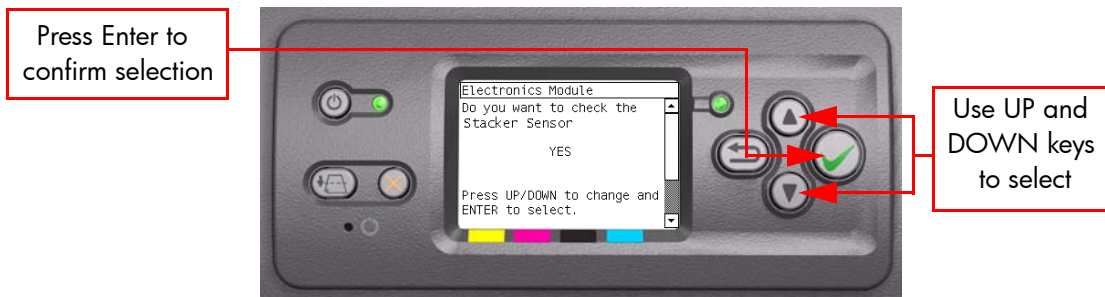 Press Enter to
confirm selection
Electronics Module
Do you want to check the
Stacker Sensor
YES
Press UP/DOWN to change and
ENTER to select.
Use UP and
DOWN keys
to select